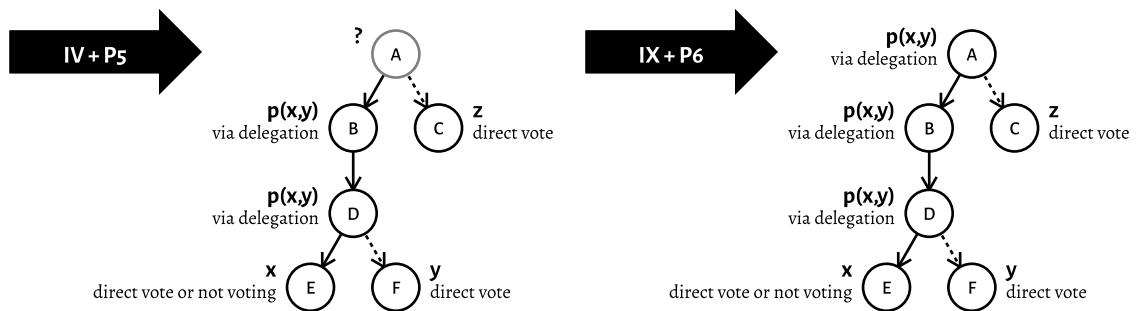 IV + P5
?
A
p(x,y)
via delegation
B
C
z
direct vote
p(x,y)
via delegation
D
x
direct vote or not voting
E
F
y
direct vote
IX + P6
p(x,y)
via delegation
A
p(x,y)
via delegation
B
C
z
direct vote
p(x,y)
via delegation
D
x
direct vote or not voting
E
F
y
direct vote